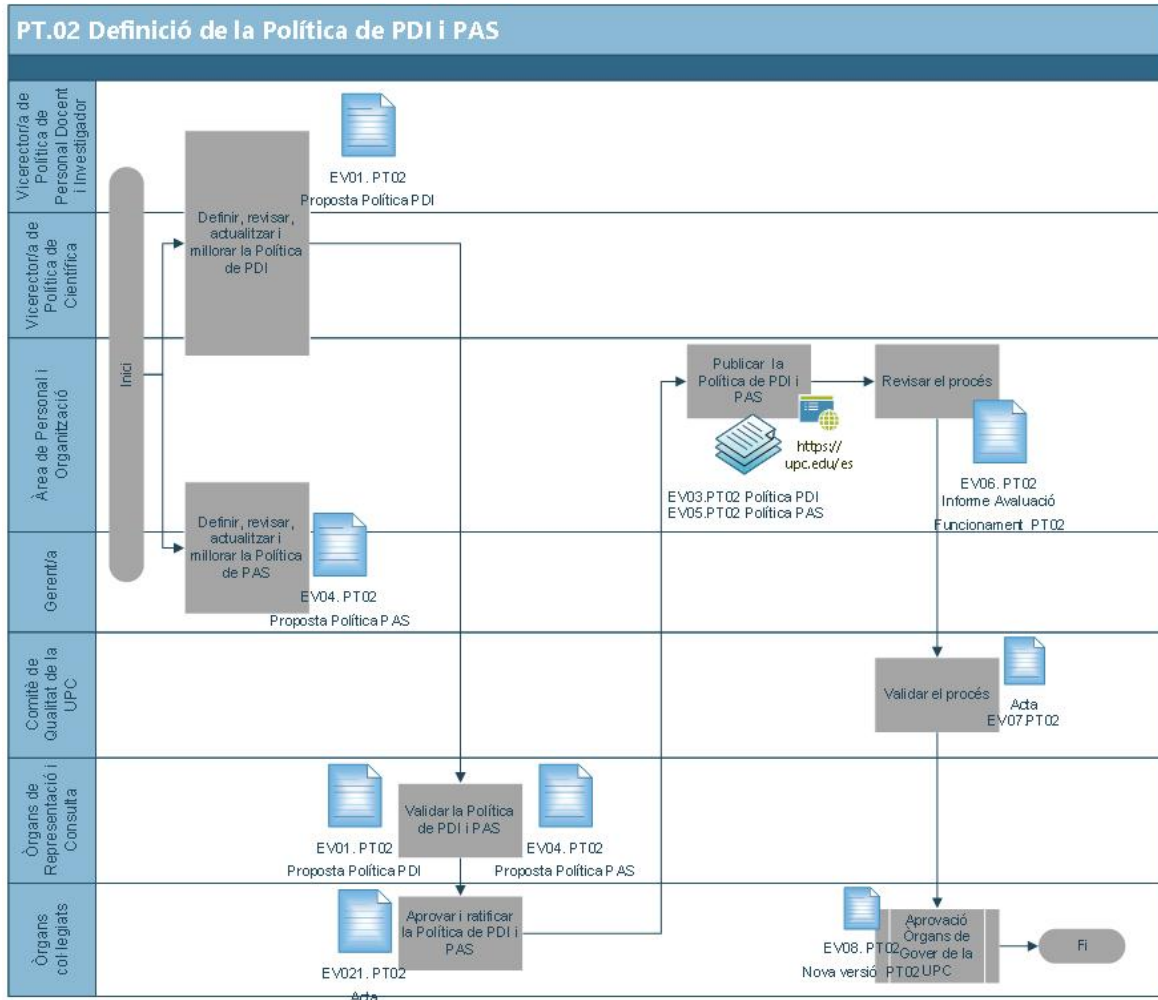 PT.02 Definició de la Política de PDI i PAS
Vicerector/a de
Política de
Personal Docent
i Investigador
Vicerector/a de
Política de
Científica
Àrea de Personal i
Organització
Gerent/a
Comitè de
Qualitat de la
UPC
Òrgans de
Representació i
Consulta
Òrgans
col·legiats
Inici
Definir, revisar,
actualitzar i
millorar la Política
de PDI
EV01. PT02
Proposta Política PDI
Definir, revisar,
actualitzar i
millorar la Política
de PAS
EV04. PT02
Proposta Política PAS
Publicar la
Política de PDI i
PAS
https://
upc.edu/es
EV03.PT02 Política PDI
EV05.PT02 Política PAS
Revisar el procés
EV06. PT02
Informe Avaluació
Funcionament PT02
Validar el procés
Acta
EV07.PT02
EV01. PT02
Proposta Política PDI
Validar la Política
de PDI i PAS
EV04. PT02
Proposta Política PAS
EV021. PT02
Acta
Aprovar i ratificar
la Política de PDI i
PAS
EV08. PT02
Nova versió PT02
Aprovació
Òrgans de
Gover de la
UPC
Fi